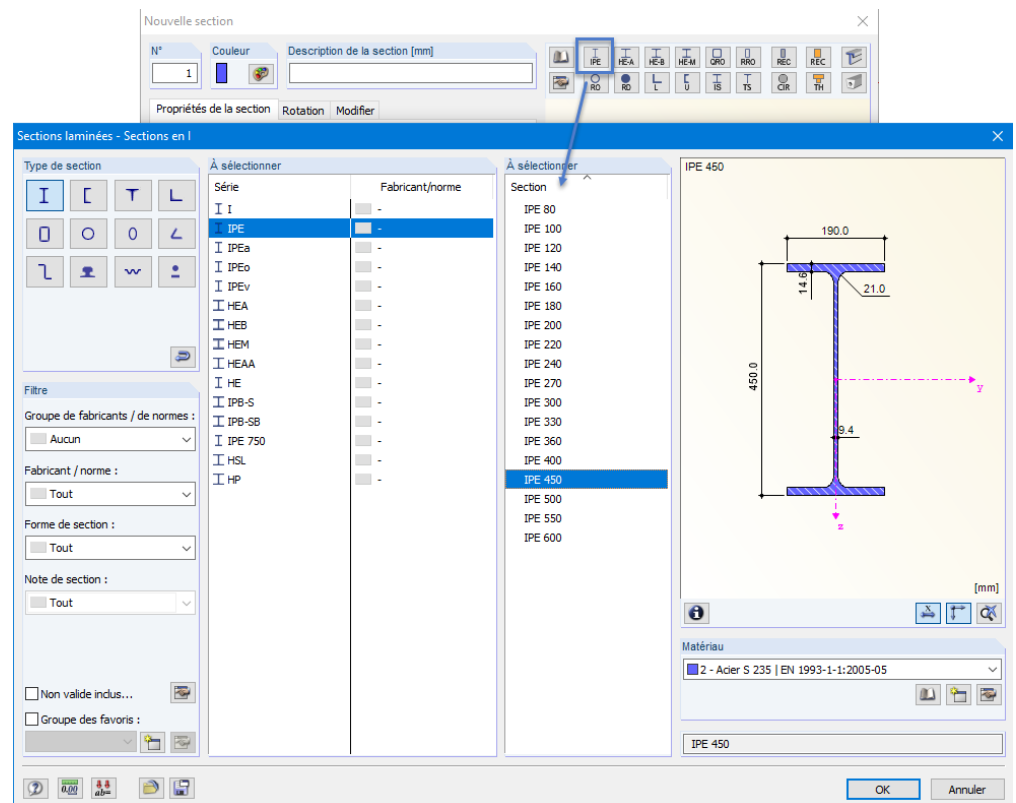 Nouvelle section
N° Couleur Description de la section [mm]
1
IPE HE-A HE-B HE-M QRO RRO REC REC
RO RD L U IS TS CIR TH
Propriétés de la section Rotation Modifier
Sections laminées - Sections en I
Type de section
À sélectionner
Série Fabricant/norme
I -
IPE -
IPEa -
IPEo -
IPEv -
HEA -
HEB -
HEM -
HEAA -
HE -
IPB-S -
IPB-SB -
IPE 750 -
HSL -
HP -
À sélectionner
Section
IPE 80
IPE 100
IPE 120
IPE 140
IPE 160
IPE 180
IPE 200
IPE 220
IPE 240
IPE 270
IPE 300
IPE 330
IPE 360
IPE 400
IPE 450
IPE 500
IPE 550
IPE 600
IPE 450
190.0
14.6
21.0
450.0
y
9.4
z
[mm]
Filtre
Groupe de fabricants / de normes :
Aucun
Fabricant / norme :
Tout
Forme de section :
Tout
Note de section :
Tout
Non valide inclus...
Groupe des favoris :
Matériau
2 - Acier S 235 | EN 1993-1-1:2005-05
IPE 450
0.00 ab=
OK Annuler